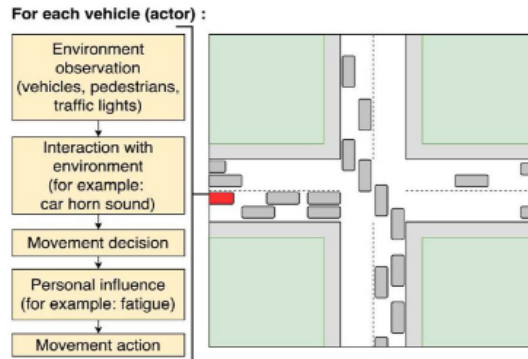 For each vehicle (actor) :
Environment
observation
(vehicles, pedestrians,
traffic lights)
Interaction with
environment
(for example:
car horn sound)
Movement decision
Personal influence
(for example: fatigue)
Movement action